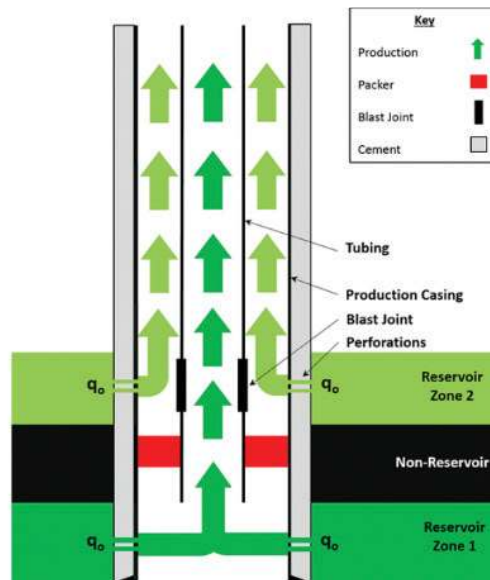 Key
Production
Packer
Blast Joint
Cement
Tubing
Production Casing
Blast Joint
Perforations
qₒ
qₒ
Reservoir
Zone 2
Non-Reservoir
Reservoir
Zone 1
qₒ
qₒ